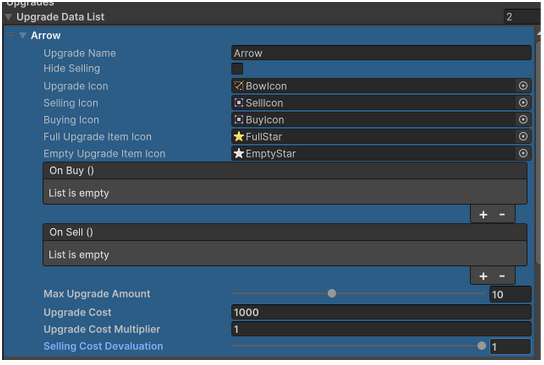 Upgrades
Upgrade Data List 2
Arrow
Upgrade Name Arrow
Hide Selling
Upgrade Icon BowIcon
Selling Icon SellIcon
Buying Icon BuyIcon
Full Upgrade Item Icon FullStar
Empty Upgrade Item Icon EmptyStar
On Buy ()
List is empty
+ -
On Sell ()
List is empty
+ -
Max Upgrade Amount 10
Upgrade Cost 1000
Upgrade Cost Multiplier 1
Selling Cost Devaluation 1